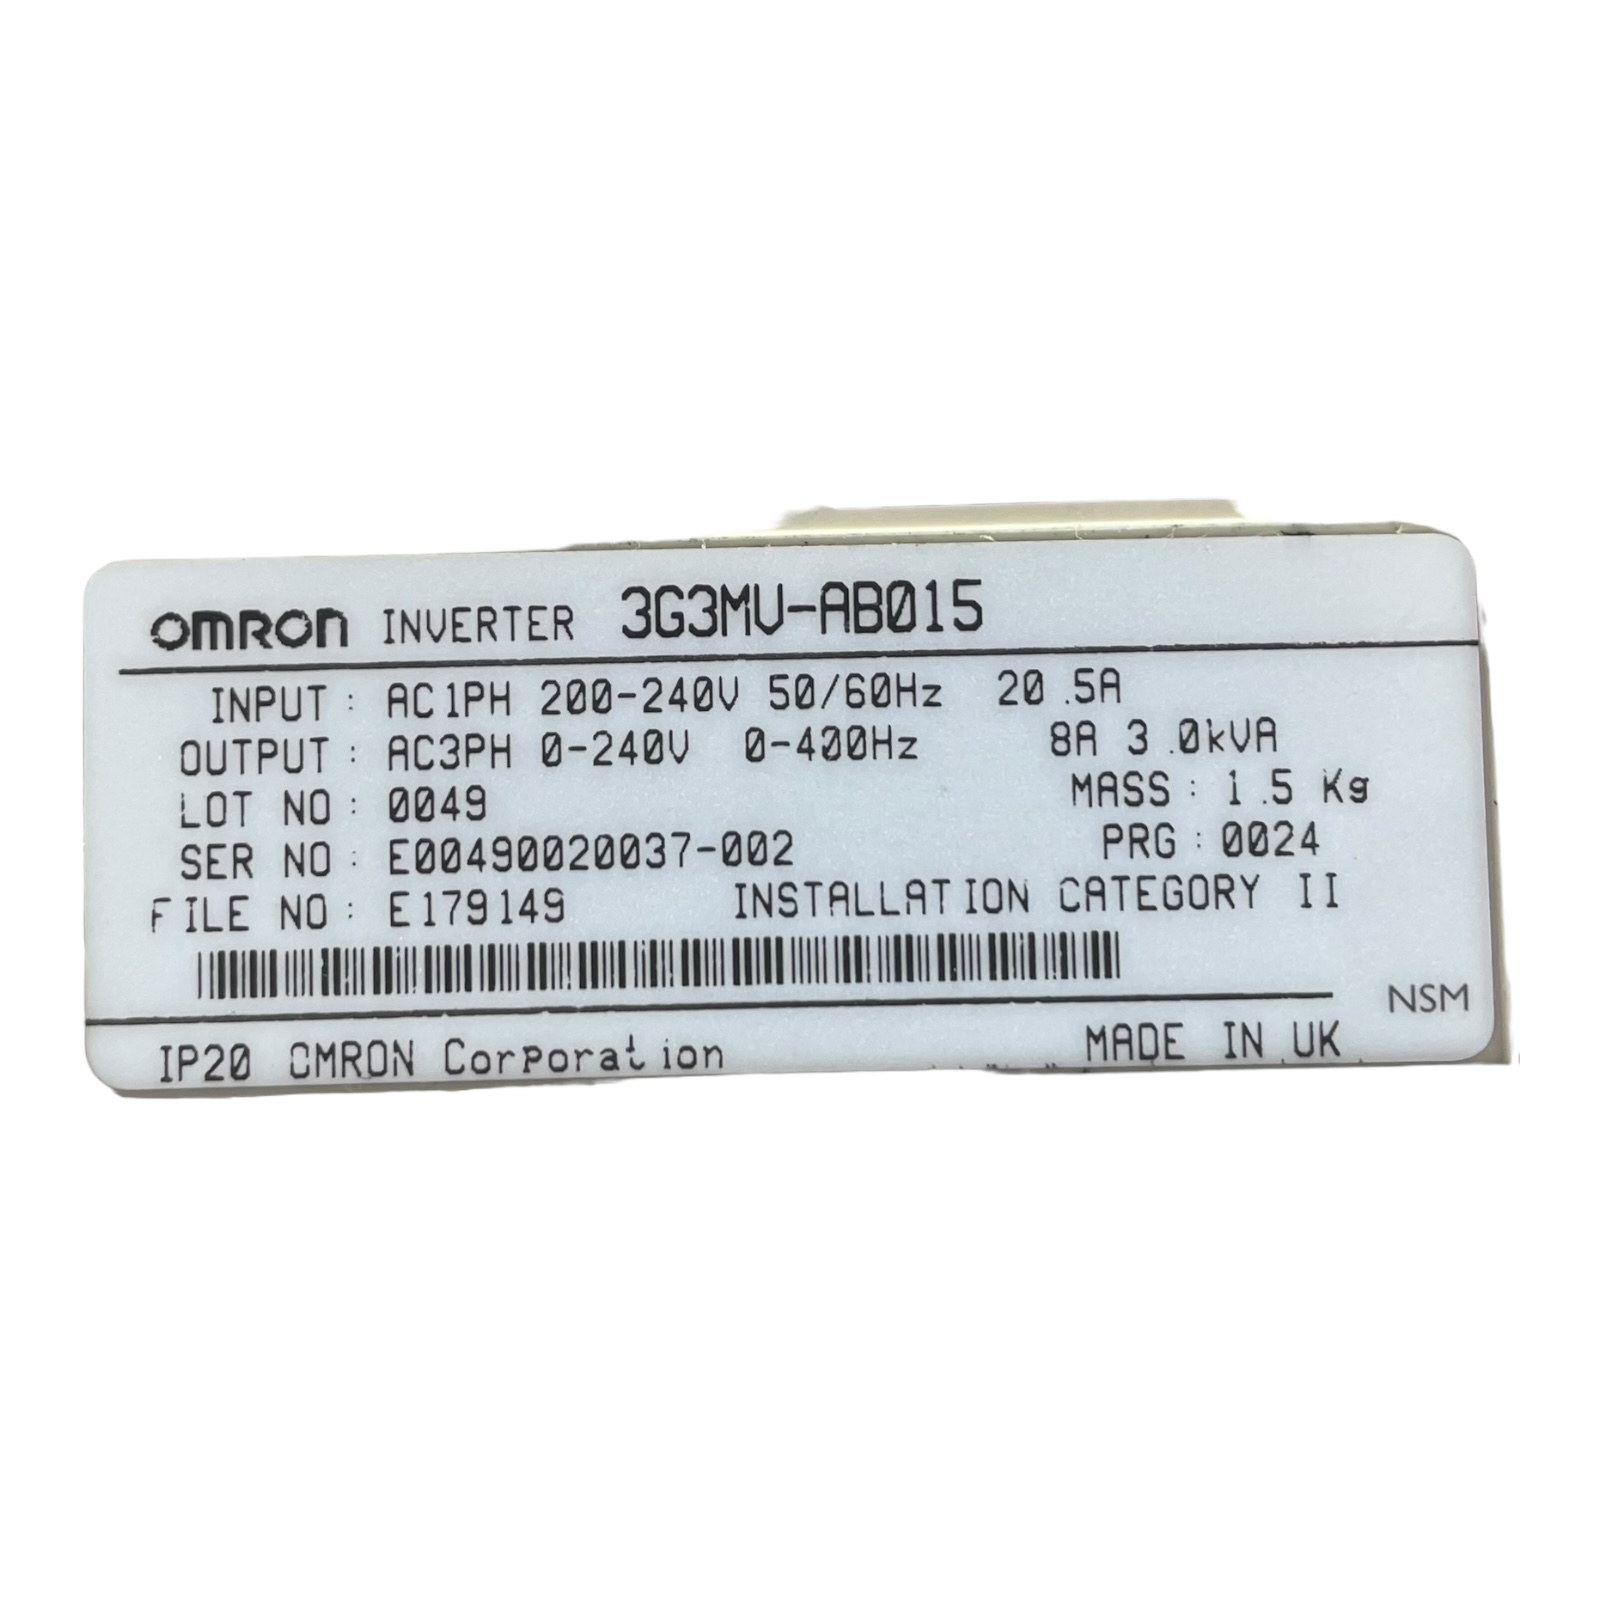 OMRON INVERTER 3G3MV-AB015
INPUT : AC1PH 200-240V 50/60Hz 20.5A
OUTPUT : AC3PH 0-240V 0-400Hz 8A 3.0kVA
LOT NO : 0049 MASS : 1.5 Kg
SER NO : E00490020037-002 PRG : 0024
FILE NO : E179149 INSTALLATION CATEGORY II
NSM
IP20 OMRON Corporation MADE IN UK